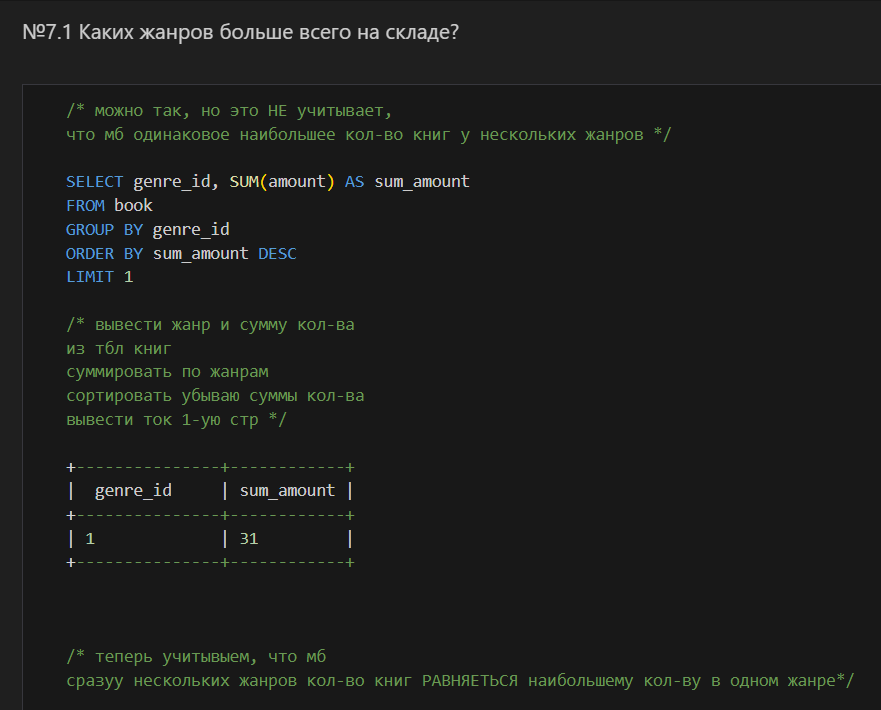 №7.1 Каких жанров больше всего на складе?
/* можно так, но это НЕ учитывает,
что мб одинаковое наибольшее кол-во книг у нескольких жанров */
SELECT genre_id, SUM(amount) AS sum_amount
FROM book
GROUP BY genre_id
ORDER BY sum_amount DESC
LIMIT 1
/* вывести жанр и сумму кол-ва
из тбл книг
суммировать по жанрам
сортировать убываю суммы кол-ва
вывести ток 1-ую стр */
+---------------+------------+
|  genre_id     | sum_amount |
+---------------+------------+
| 1             | 31         |
+---------------+------------+
/* теперь учитывыем, что мб
сразуу нескольких жанров кол-во книг РАВНЯЕТЬСЯ наибольшему кол-ву в одном жанре*/